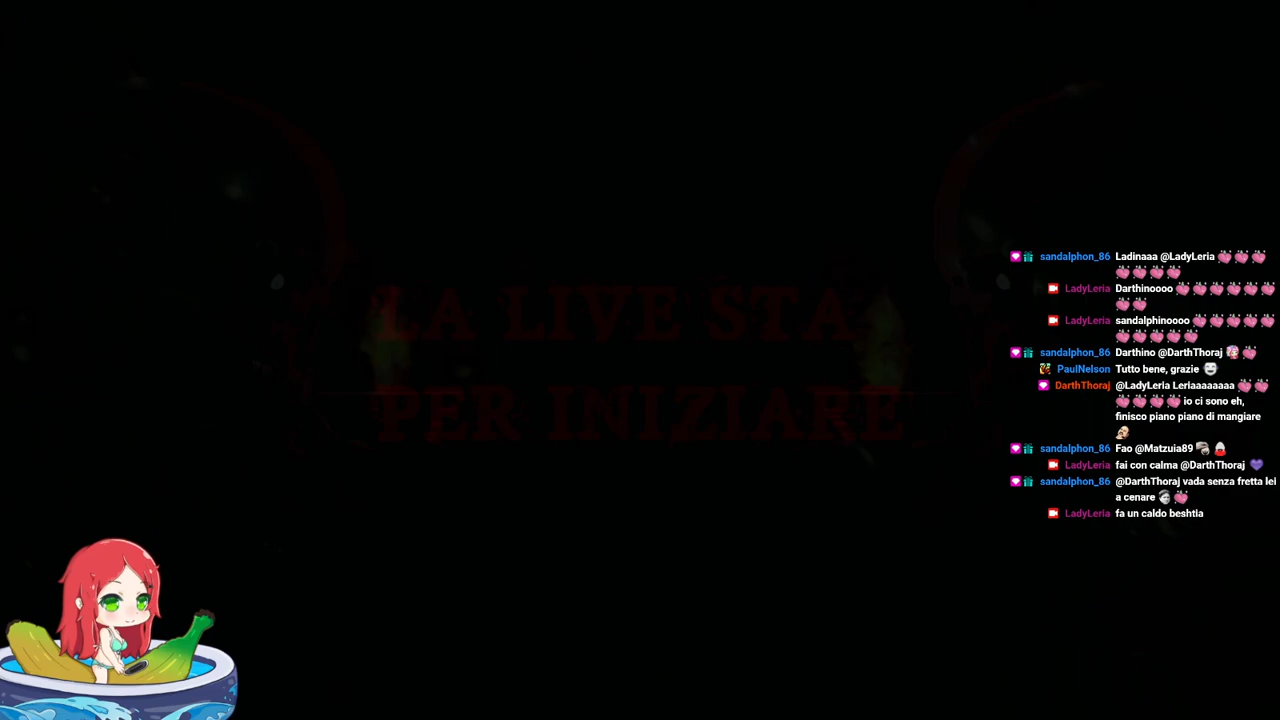 LA LIVE STA
PER INIZIARE
sandalphon_86 Ladinaaa @LadyLeria
LadyLeria Darthinoooo
LadyLeria sandalphinoooo
sandalphon_86 Darthino @DarthThoraj
PaulNelson Tutto bene, grazie
DarthThoraj @LadyLeria Leriaaaaaaaa
io ci sono eh,
finisco piano piano di mangiare
sandalphon_86 Fao @Matzuia89
LadyLeria fai con calma @DarthThoraj
sandalphon_86 @DarthThoraj vada senza fretta lei
a cenare
LadyLeria fa un caldo beshtia